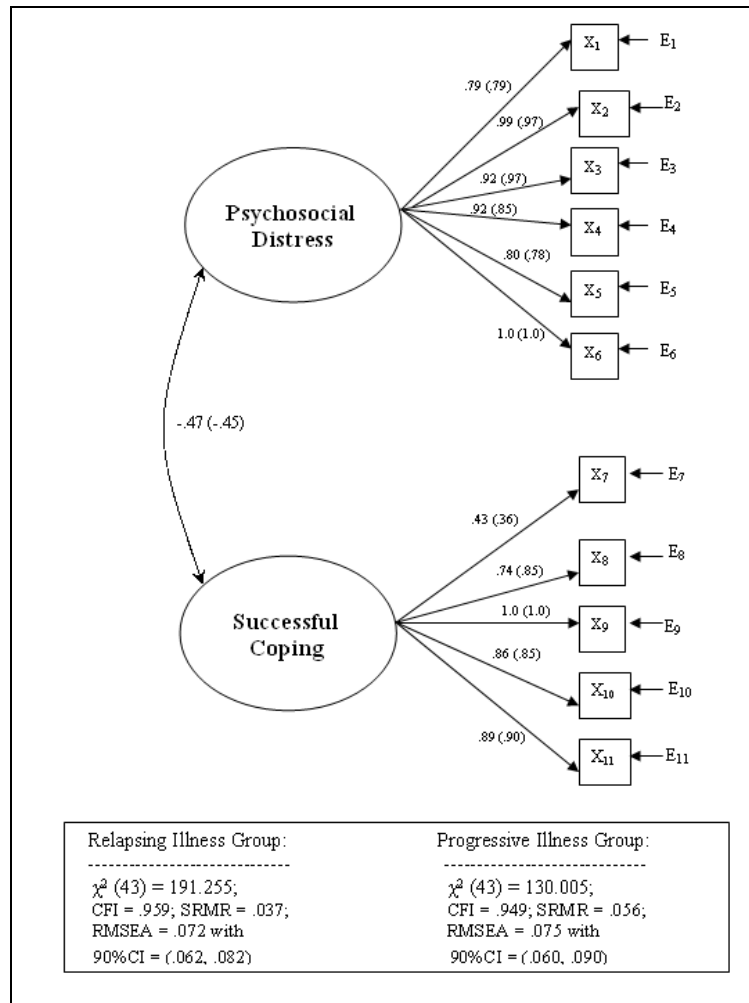 X1
E1
.79 (.79)
X2
E2
.99 (.97)
X3
E3
.92 (.97)
Psychosocial
Distress
X4
E4
.92 (.85)
X5
E5
.80 (.78)
X6
E6
1.0 (1.0)
-.47 (-.45)
X7
E7
.43 (.36)
X8
E8
.74 (.85)
Successful
Coping
X9
E9
1.0 (1.0)
X10
E10
.86 (.85)
X11
E11
.89 (.90)
Relapsing Illness Group:
------------------------------
χ² (43) = 191.255;
CFI = .959; SRMR = .037;
RMSEA = .072 with
90%CI = (.062, .082)
Progressive Illness Group:
------------------------------
χ² (43) = 130.005;
CFI = .949; SRMR = .056;
RMSEA = .075 with
90%CI = (.060, .090)